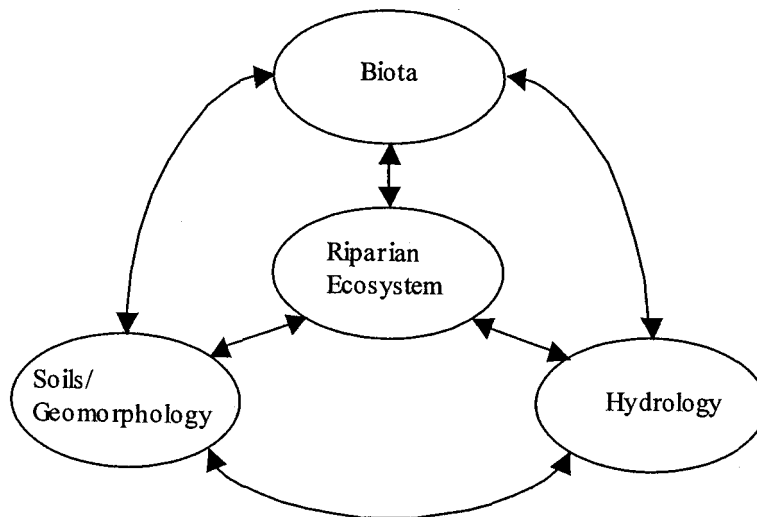 Biota
Riparian
Ecosystem
Soils/
Geomorphology
Hydrology